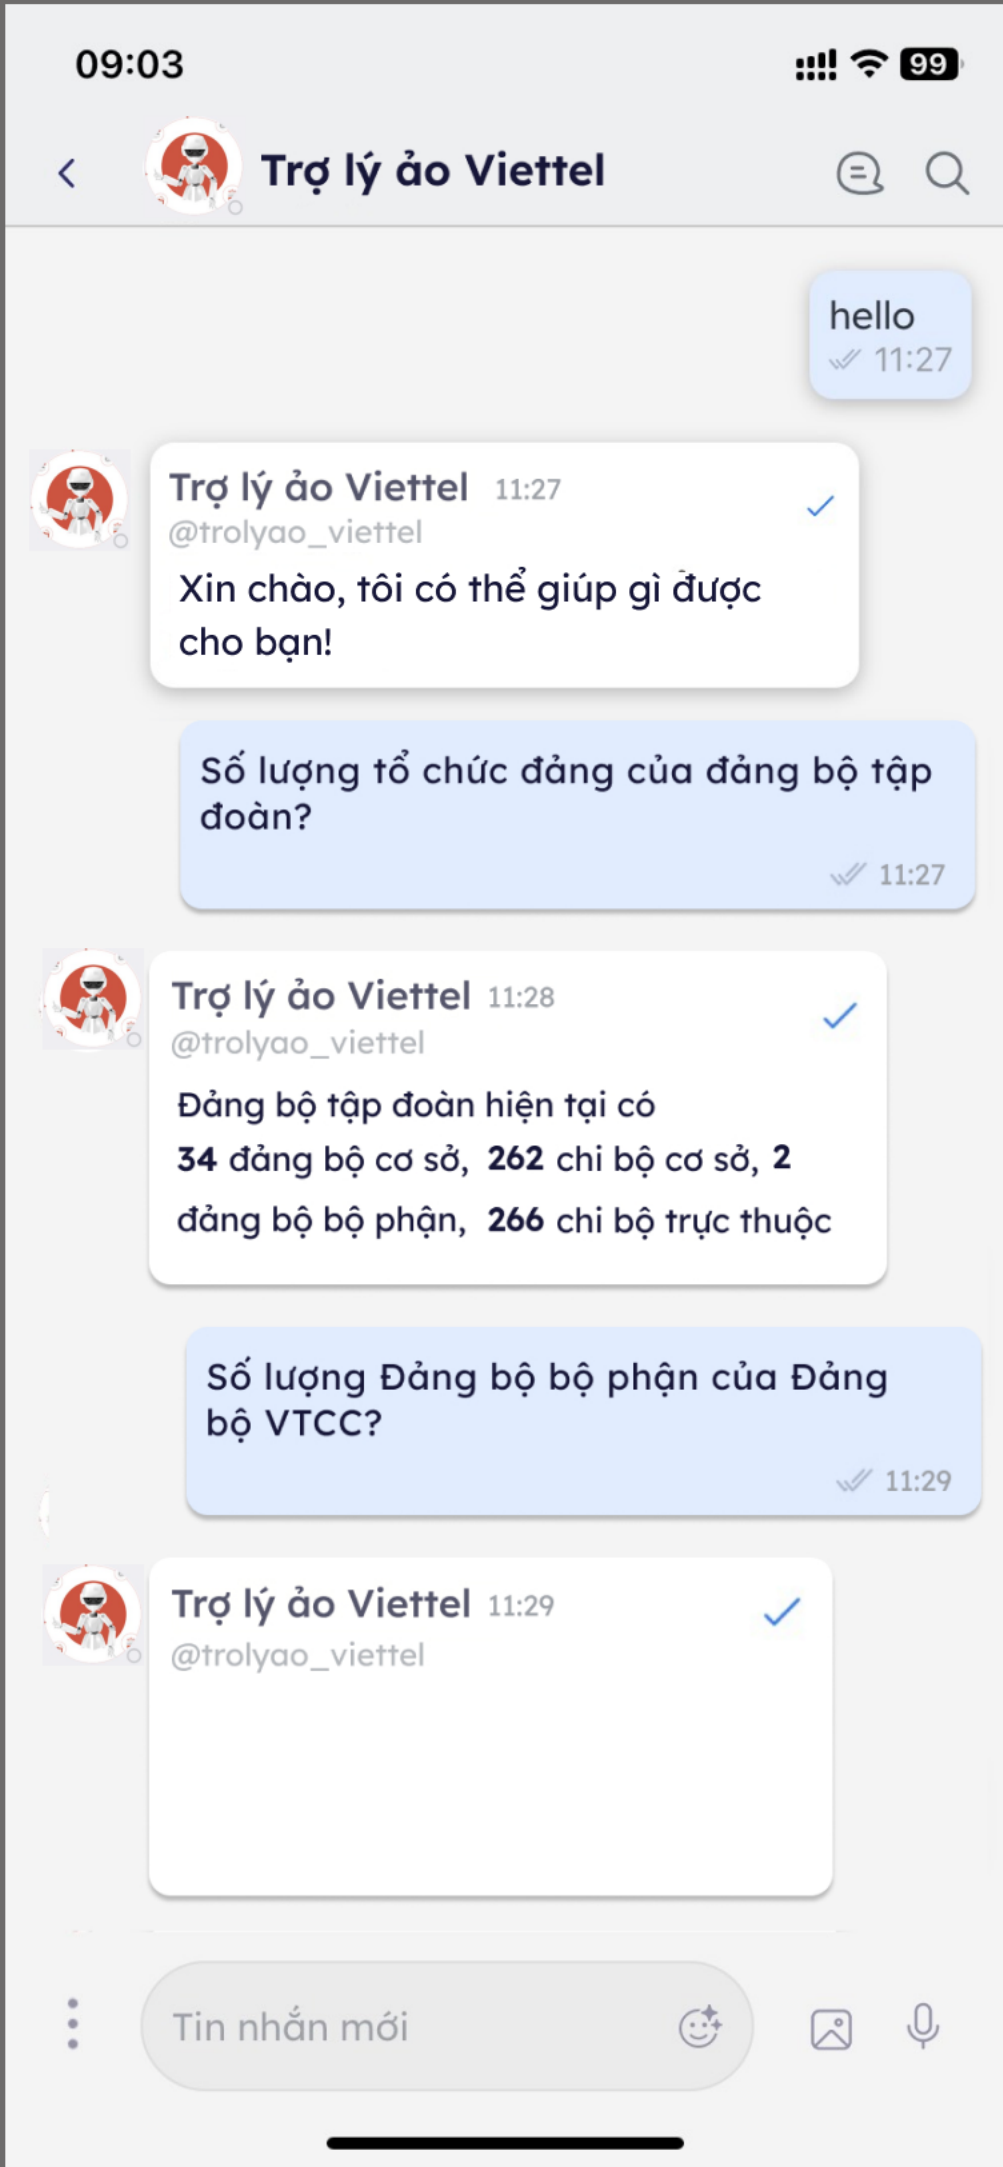 09:03
99
Trợ lý ảo Viettel
hello
11:27
Trợ lý ảo Viettel 11:27
@trolyao_viettel
Xin chào, tôi có thể giúp gì được
cho bạn!
Số lượng tổ chức đảng của đảng bộ tập
đoàn?
11:27
Trợ lý ảo Viettel 11:28
@trolyao_viettel
Đảng bộ tập đoàn hiện tại có
34 đảng bộ cơ sở, 262 chi bộ cơ sở, 2
đảng bộ bộ phận, 266 chi bộ trực thuộc
Số lượng Đảng bộ bộ phận của Đảng
bộ VTCC?
11:29
Trợ lý ảo Viettel 11:29
@trolyao_viettel
Tin nhắn mới